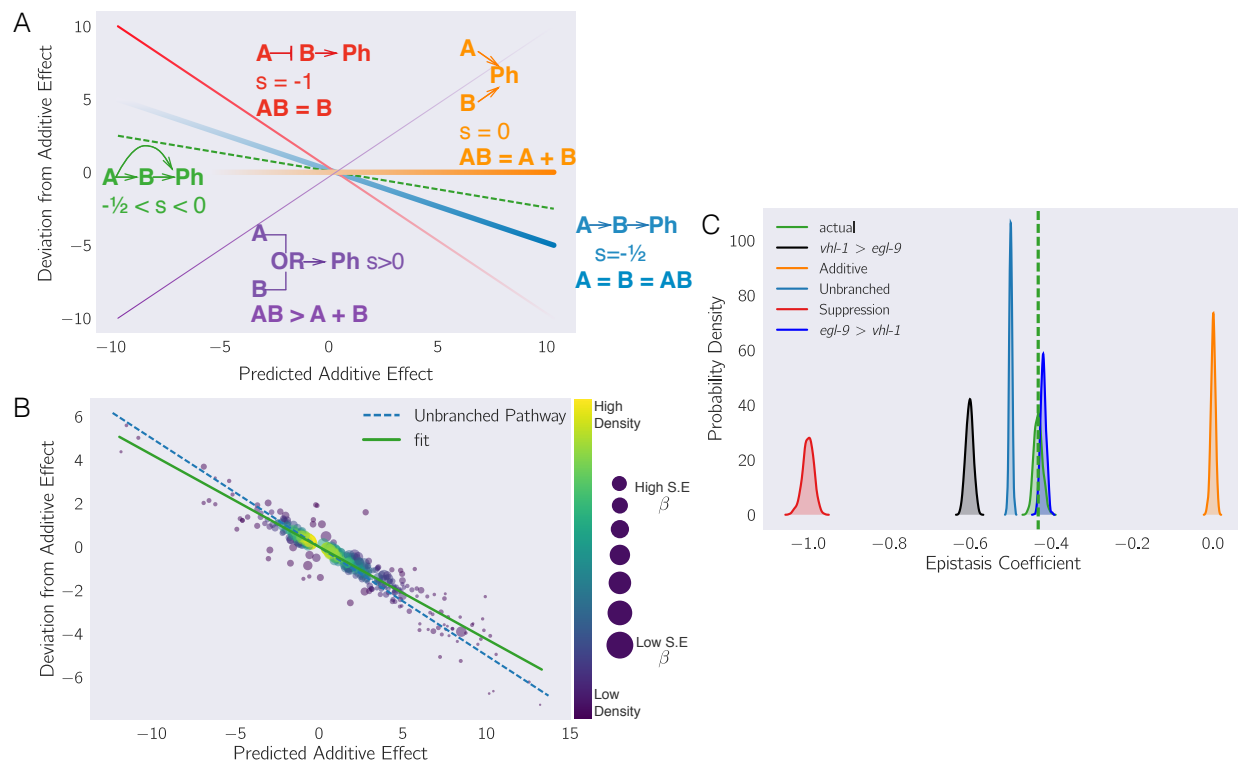 A
Deviation from Additive Effect
10
5
0
−5
−10
A B Ph
s = -1
AB = B
A
Ph
B
s = 0
AB = A + B
A B Ph
-½ < s < 0
A
OR Ph s>0
B
AB > A + B
A B Ph
s=-½
A = B = AB
−10
−5
0
5
10
Predicted Additive Effect
B
Deviation from Additive Effect
6
4
2
0
−2
−4
−6
Unbranched Pathway
fit
High
Density
High S.E
β
Low S.E
β
Low
Density
−10
−5
0
5
10
15
Predicted Additive Effect
C
Probability Density
100
80
60
40
20
0
actual
vhl-1 > egl-9
Additive
Unbranched
Suppression
egl-9 > vhl-1
−1.0
−0.8
−0.6
−0.4
−0.2
0.0
Epistasis Coefficient